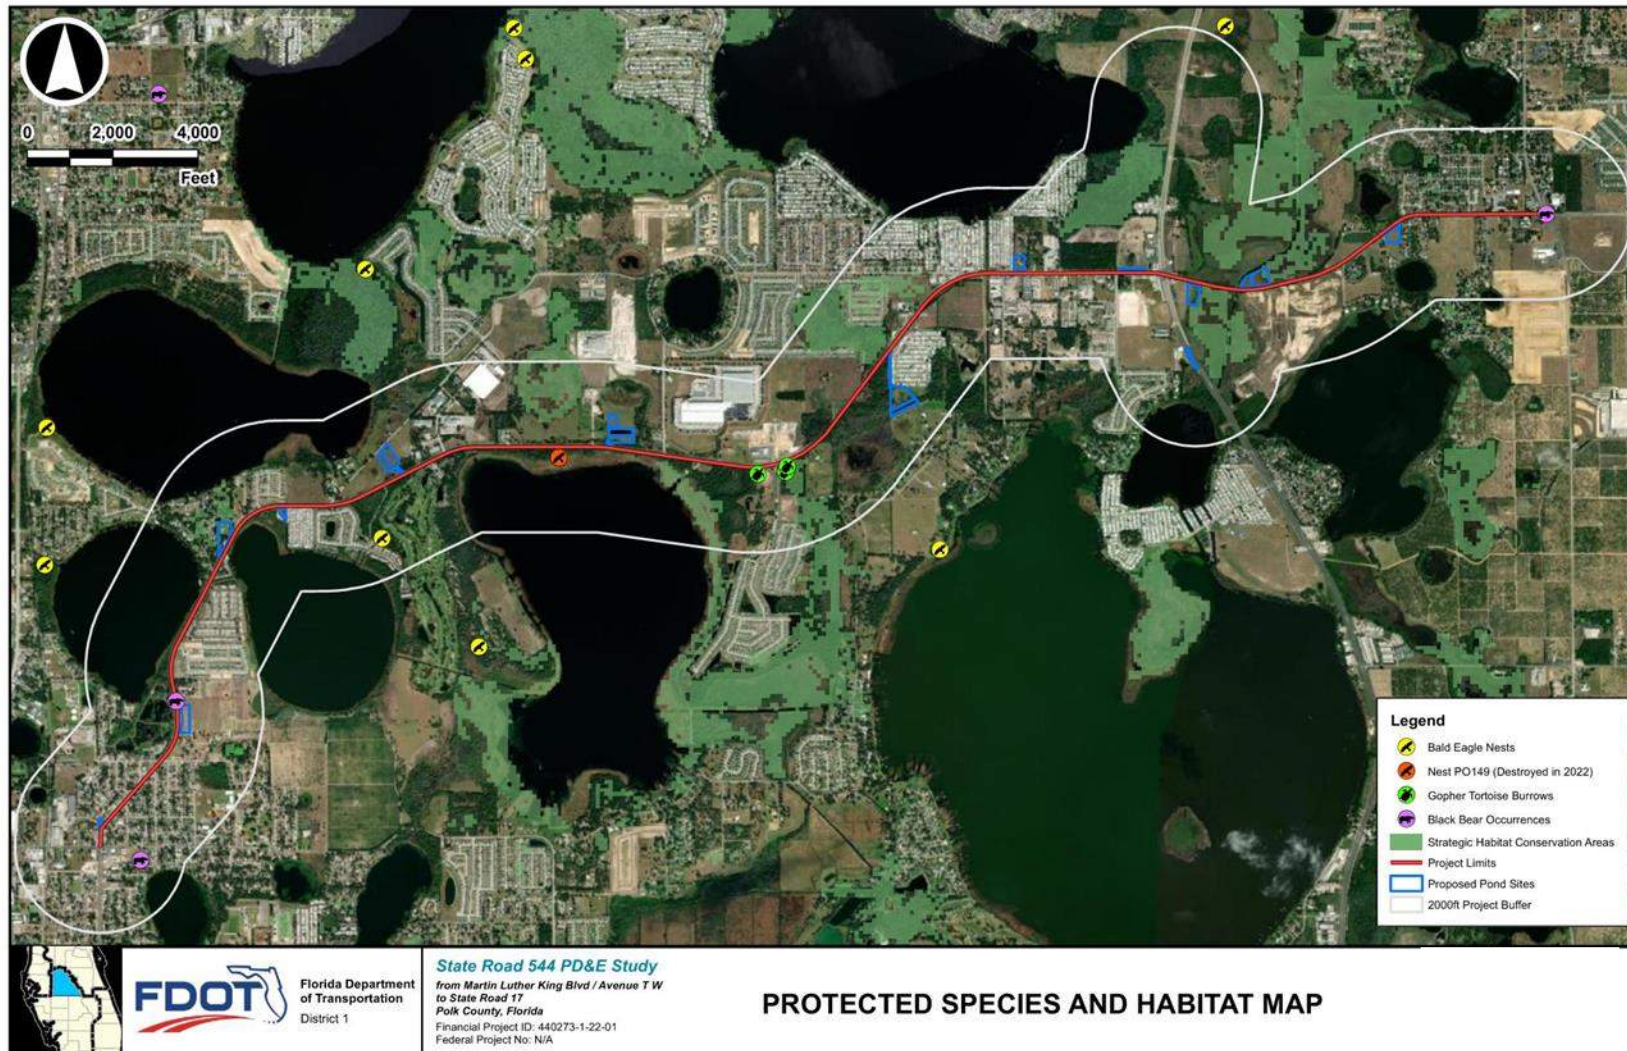 0 2,000 4,000
Feet
Legend
Bald Eagle Nests
Nest PO149 (Destroyed in 2022)
Gopher Tortoise Burrows
Black Bear Occurrences
Strategic Habitat Conservation Areas
Project Limits
Proposed Pond Sites
2000ft Project Buffer
FDOT
Florida Department
of Transportation
District 1
State Road 544 PD&E Study
from Martin Luther King Blvd / Avenue T W
to State Road 17
Polk County, Florida
Financial Project ID: 440273-1-22-01
Federal Project No: N/A
PROTECTED SPECIES AND HABITAT MAP